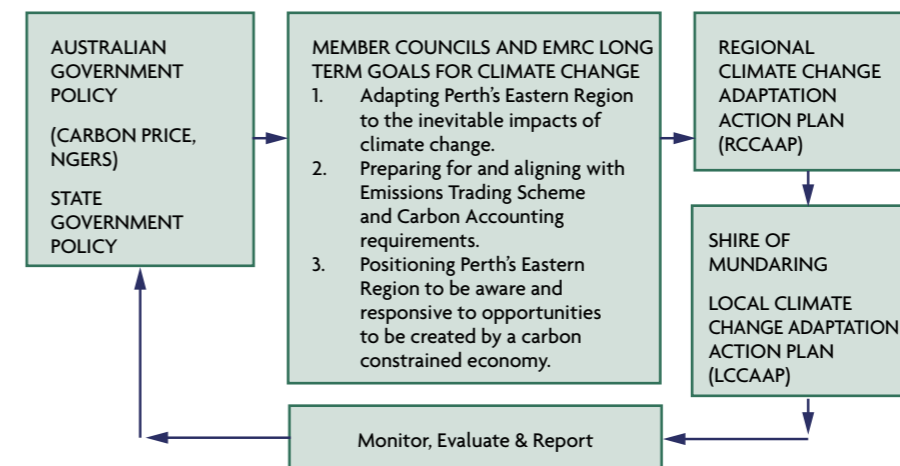 AUSTRALIAN
GOVERNMENT
POLICY
(CARBON PRICE,
NGERS)
STATE
GOVERNMENT
POLICY
MEMBER COUNCILS AND EMRC LONG
TERM GOALS FOR CLIMATE CHANGE
1. Adapting Perth’s Eastern Region
to the inevitable impacts of
climate change.
2. Preparing for and aligning with
Emissions Trading Scheme
and Carbon Accounting
requirements.
3. Positioning Perth’s Eastern
Region to be aware and
responsive to opportunities
to be created by a carbon
constrained economy.
REGIONAL
CLIMATE CHANGE
ADAPTATION
ACTION PLAN
(RCCAAP)
SHIRE OF
MUNDARING
LOCAL CLIMATE
CHANGE ADAPTATION
ACTION PLAN
(LCCAAP)
Monitor, Evaluate & Report